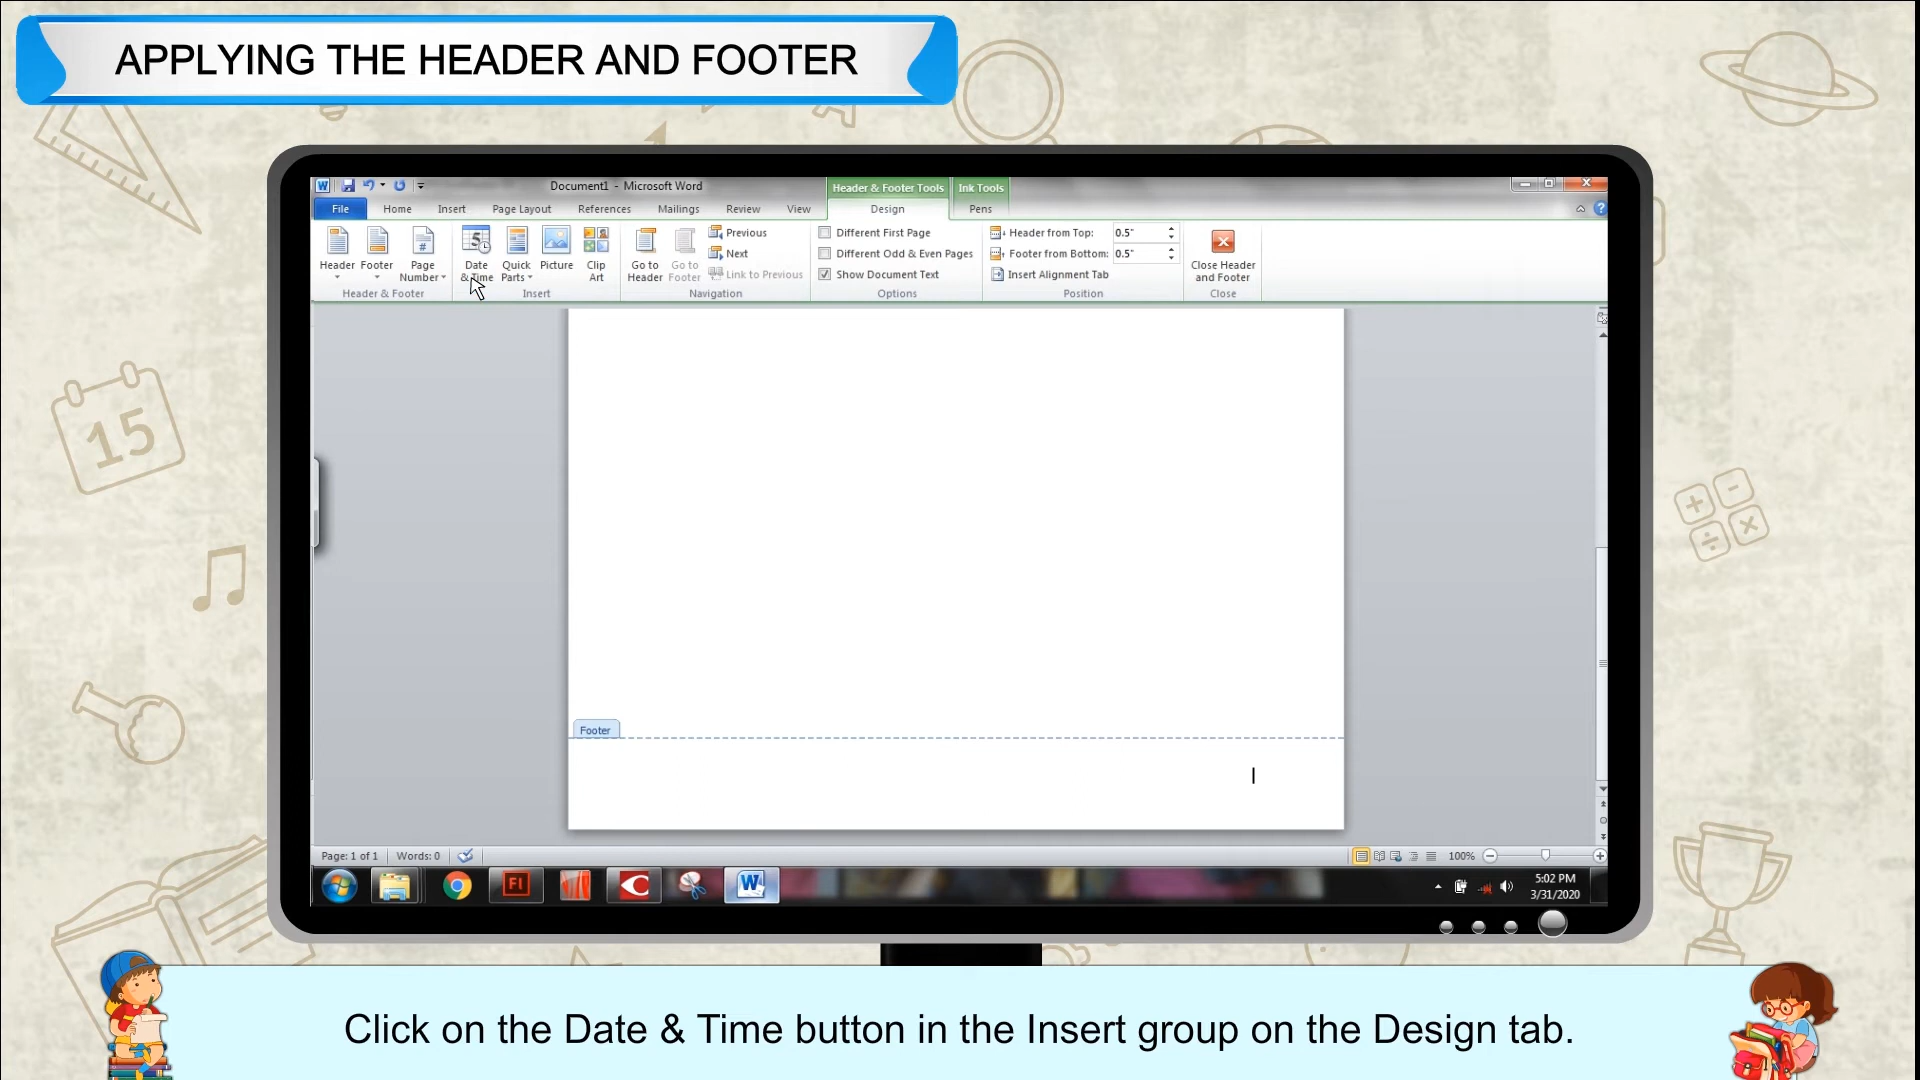 APPLYING THE HEADER AND FOOTER
Document1 - Microsoft Word
Header & Footer Tools
Ink Tools
File Home Insert Page Layout References Mailings Review View Design Pens
Header
Footer
Page Number
Header & Footer
Date & Time
Quick Parts
Picture
Clip Art
Insert
Go to Header
Go to Footer
Previous
Next
Link to Previous
Navigation
Different First Page
Different Odd & Even Pages
Show Document Text
Options
Header from Top: 0.5"
Footer from Bottom: 0.5"
Insert Alignment Tab
Position
Close Header and Footer
Close
15
Footer
Page: 1 of 1 Words: 0
100%
Fl
W
5:02 PM
3/31/2020
Click on the Date & Time button in the Insert group on the Design tab.